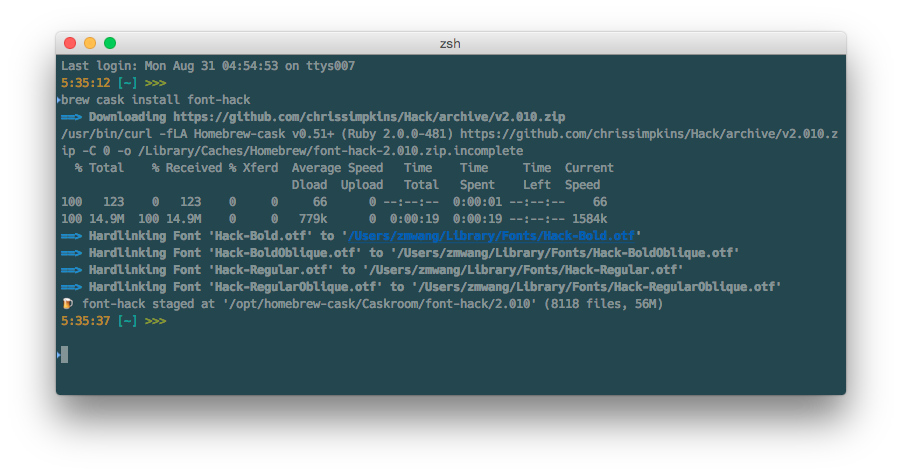 zsh
Last login: Mon Aug 31 04:54:53 on ttys007
5:35:12 [~] >>>
brew cask install font-hack
==> Downloading https://github.com/chrissimpkins/Hack/archive/v2.010.zip
/usr/bin/curl -fLA Homebrew-cask v0.51+ (Ruby 2.0.0-481) https://github.com/chrissimpkins/Hack/archive/v2.010.z
ip -C 0 -o /Library/Caches/Homebrew/font-hack-2.010.zip.incomplete
  % Total    % Received % Xferd  Average Speed   Time    Time     Time  Current
                                 Dload  Upload   Total   Spent    Left  Speed
100   123    0   123    0     0     66      0 --:--:--  0:00:01 --:--:--    66
100 14.9M  100 14.9M    0     0   779k      0  0:00:19  0:00:19 --:--:-- 1584k
==> Hardlinking Font 'Hack-Bold.otf' to '/Users/zmwang/Library/Fonts/Hack-Bold.otf'
==> Hardlinking Font 'Hack-BoldOblique.otf' to '/Users/zmwang/Library/Fonts/Hack-BoldOblique.otf'
==> Hardlinking Font 'Hack-Regular.otf' to '/Users/zmwang/Library/Fonts/Hack-Regular.otf'
==> Hardlinking Font 'Hack-RegularOblique.otf' to '/Users/zmwang/Library/Fonts/Hack-RegularOblique.otf'
🍺 font-hack staged at '/opt/homebrew-cask/Caskroom/font-hack/2.010' (8118 files, 56M)
5:35:37 [~] >>>